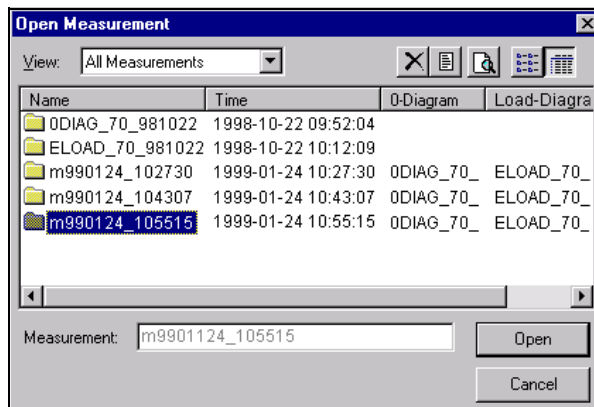 Open Measurement
View: All Measurements
Name Time 0-Diagram Load-Diagra
0DIAG_70_981022 1998-10-22 09:52:04
ELOAD_70_981022 1998-10-22 10:12:09
m990124_102730 1999-01-24 10:27:30 0DIAG_70_ ELOAD_70_
m990124_104307 1999-01-24 10:43:07 0DIAG_70_ ELOAD_70_
m990124_105515 1999-01-24 10:55:15 0DIAG_70_ ELOAD_70_
Measurement: m9901124_105515 Open
Cancel